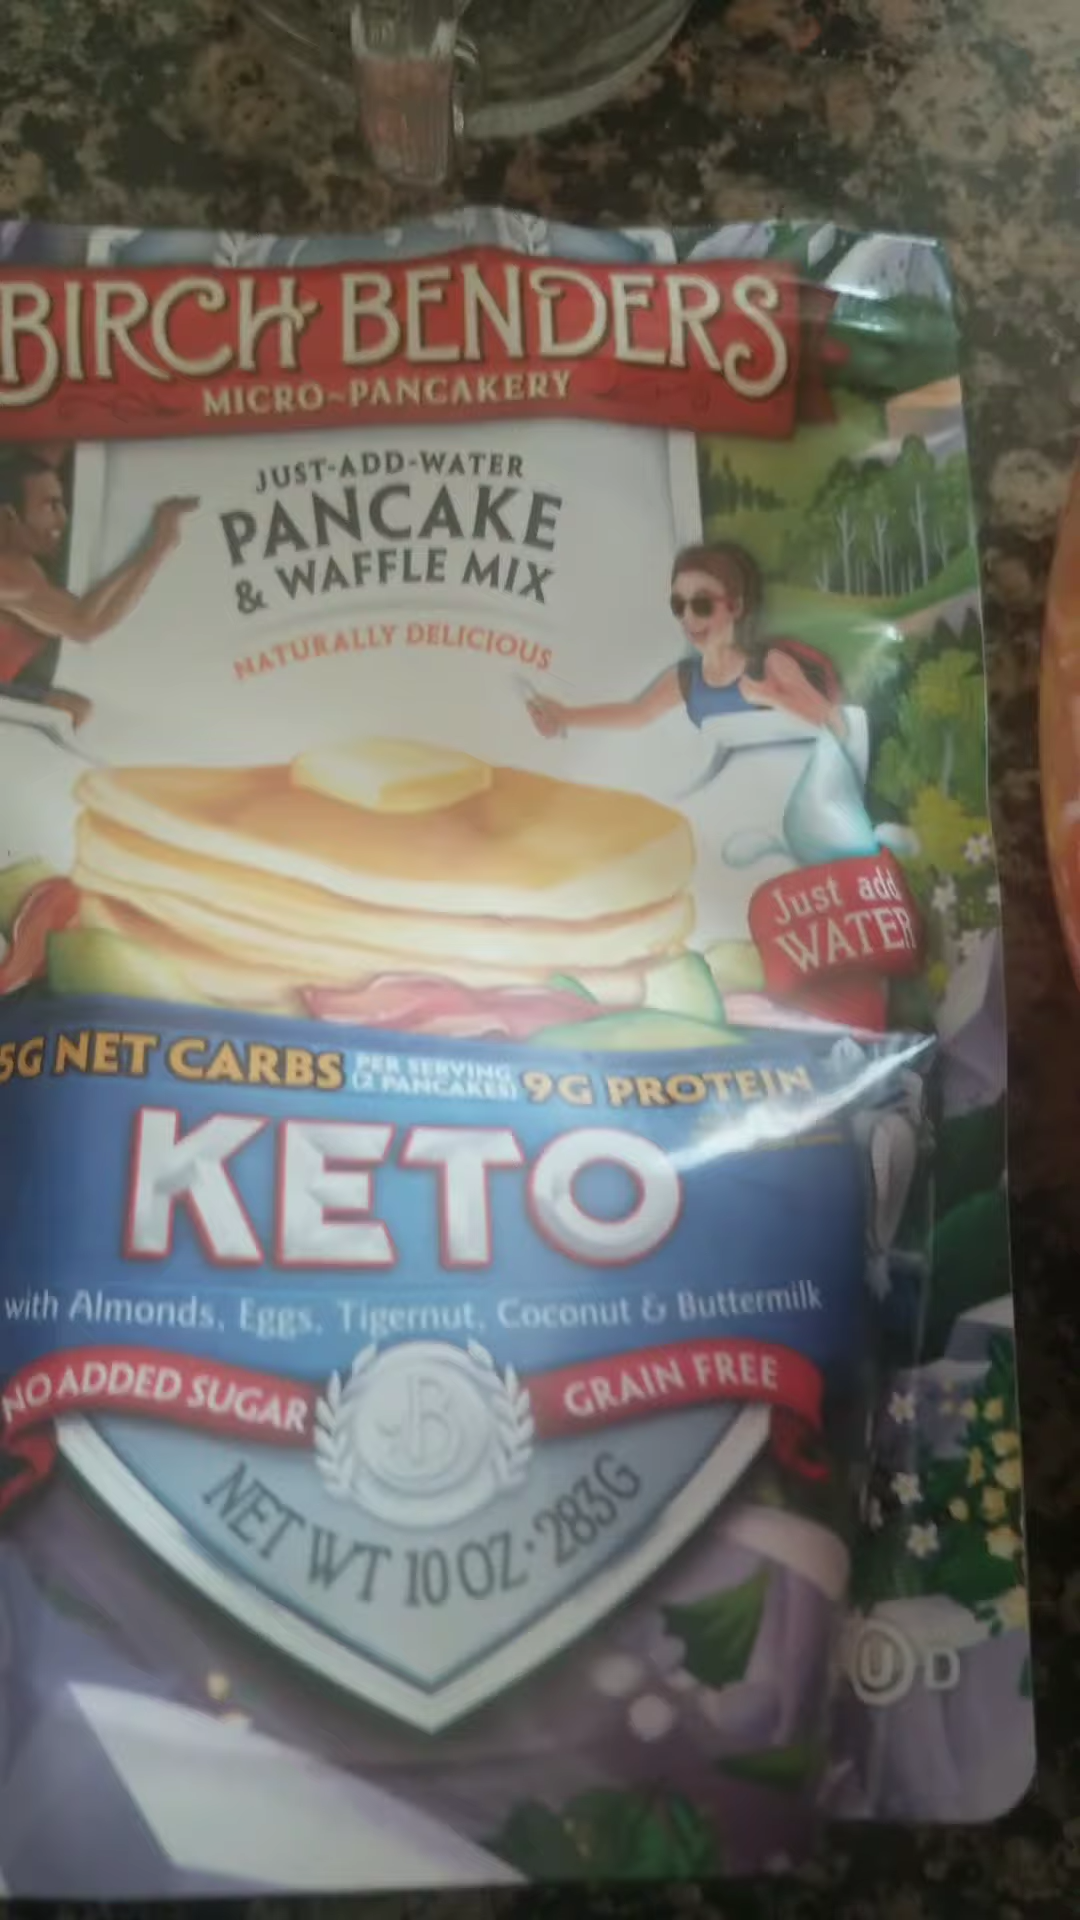 BIRCH BENDERS
MICRO-PANCAKERY
JUST-ADD-WATER
PANCAKE
& WAFFLE MIX
NATURALLY DELICIOUS
Just add
WATER
5G NET CARBS PER SERVING (2 PANCAKES) 9G PROTEIN
KETO
with Almonds, Eggs, Tigernut, Coconut & Buttermilk
NO ADDED SUGAR
B
GRAIN FREE
NET WT 10 OZ · 283G
U D